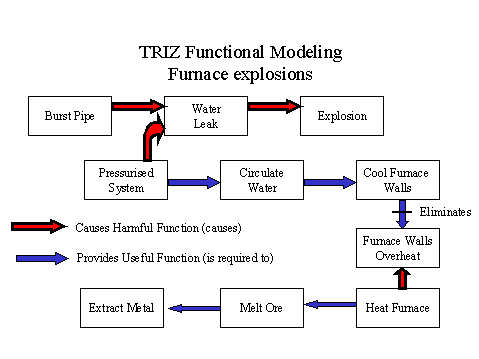 TRIZ Functional Modeling
Furnace explosions
Burst Pipe
Water
Leak
Explosion
Pressurised
System
Circulate
Water
Cool Furnace
Walls
Eliminates
Causes Harmful Function (causes)
Furnace Walls
Overheat
Provides Useful Function (is required to)
Extract Metal
Melt Ore
Heat Furnace